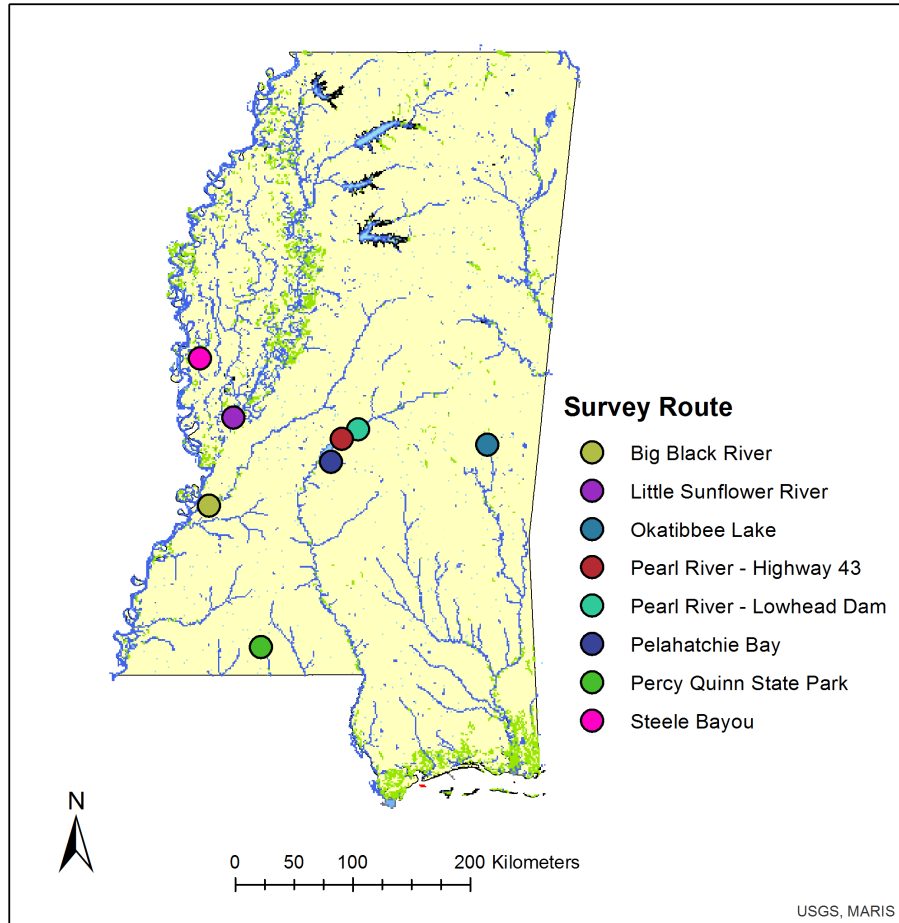 Survey Route
Big Black River
Little Sunflower River
Okatibbee Lake
Pearl River - Highway 43
Pearl River - Lowhead Dam
Pelahatchie Bay
Percy Quinn State Park
Steele Bayou
N
0 50 100 200 Kilometers
USGS, MARIS